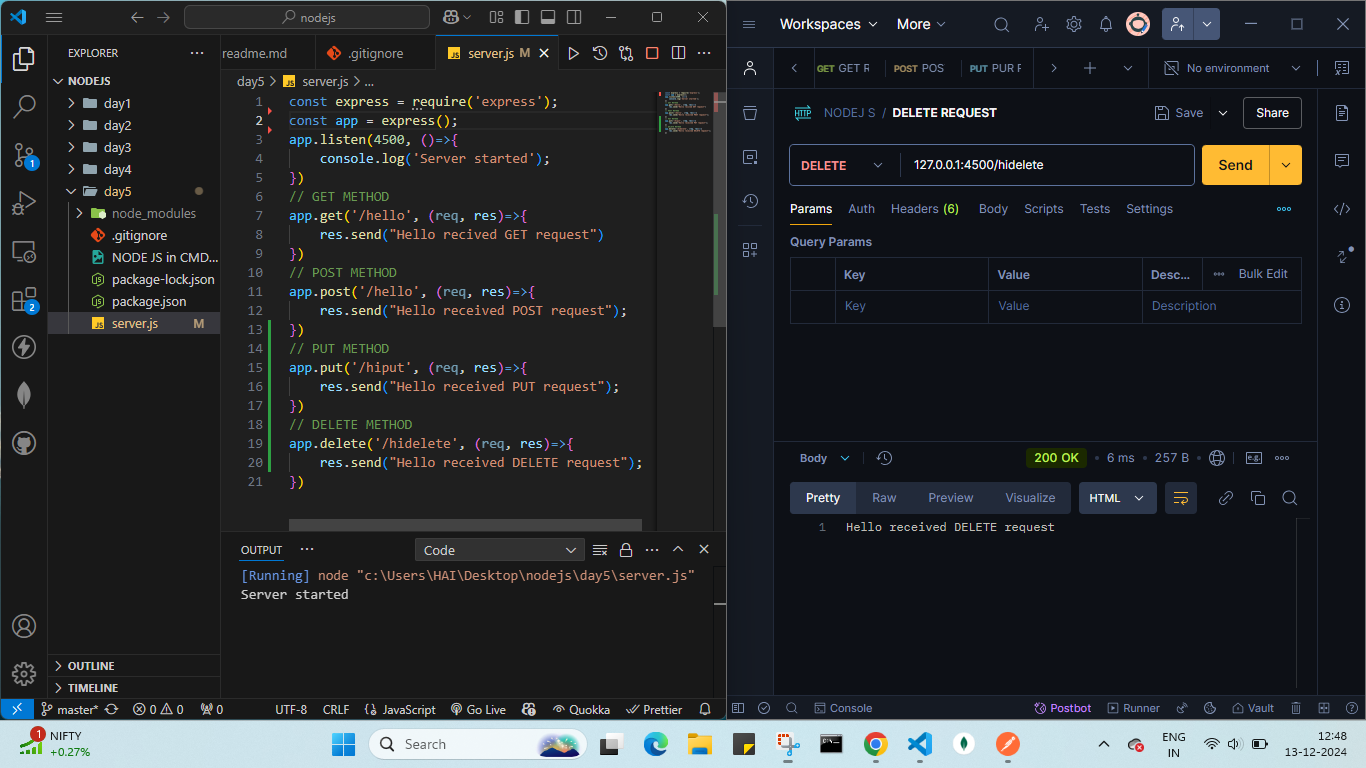 nodejs
EXPLORER
NODEJS
day1
day2
day3
day4
day5
node_modules
.gitignore
NODE JS in CMD...
package-lock.json
package.json
server.js M
OUTLINE
TIMELINE
1
2
readme.md
.gitignore
server.js M
day5 > server.js > ...
1 const express = require('express');
2 const app = express();
3 app.listen(4500, ()=>{
4 console.log('Server started');
5 })
6 // GET METHOD
7 app.get('/hello', (req, res)=>{
8 res.send("Hello recived GET request")
9 })
10 // POST METHOD
11 app.post('/hello', (req, res)=>{
12 res.send("Hello received POST request");
13 })
14 // PUT METHOD
15 app.put('/hiput', (req, res)=>{
16 res.send("Hello received PUT request");
17 })
18 // DELETE METHOD
19 app.delete('/hidelete', (req, res)=>{
20 res.send("Hello received DELETE request");
21 })
OUTPUT
Code
[Running] node "c:\Users\HAI\Desktop\nodejs\day5\server.js"
Server started
master* 0 0 0 UTF-8 CRLF {} JavaScript Go Live Quokka Prettier
Workspaces More
GET GET R POST POS PUT PUR F No environment
HTTP NODEJ S / DELETE REQUEST Save Share
DELETE 127.0.0.1:4500/hidelete Send
Params Auth Headers (6) Body Scripts Tests Settings
Query Params
Key Value Desc... Bulk Edit
Key Value Description
Body 200 OK 6 ms 257 B e.g.
Pretty Raw Preview Visualize HTML
1 Hello received DELETE request
Console Postbot Runner Vault
1 NIFTY
+0.27%
Search
ENG
IN
12:48
13-12-2024